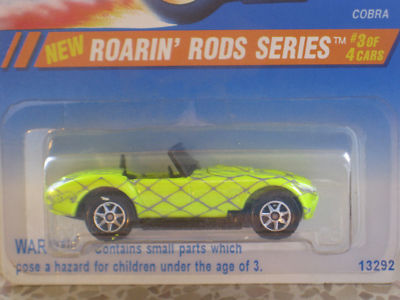 COBRA
NEW ROARIN' RODS SERIES™ #3 OF
4 CARS
Contains small parts which
pose a hazard for children under the age of 3.
13292